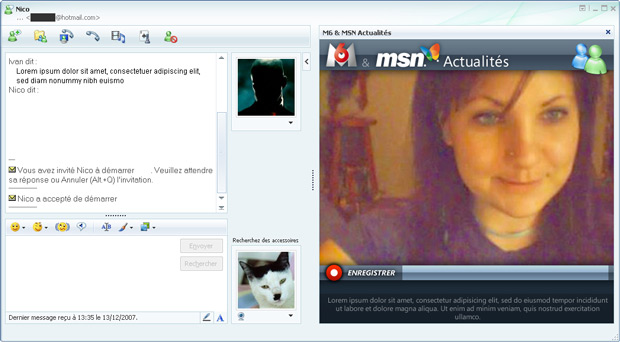 Nico
... < @hotmail.com>
Ivan dit :
Lorem ipsum dolor sit amet, consectetuer adipiscing elit,
sed diam nonummy nibh euismo
Nico dit :
Vous avez invité Nico à démarrer . Veuillez attendre
sa réponse ou Annuler (Alt+Q) l'invitation.
Nico a accepté de démarrer
Envoyer
Rechercher
Dernier message reçu à 13:35 le 13/12/2007.
Recherchez des accessoires
M6 & MSN Actualités
M6 & msn Actualités
ENREGISTRER
Lorem ipsum dolor sit amet, consectetur adipisicing elit, sed do eiusmod tempor incididunt
ut labore et dolore magna aliqua. Ut enim ad minim veniam, quis nostrud exercitation
ullamco.